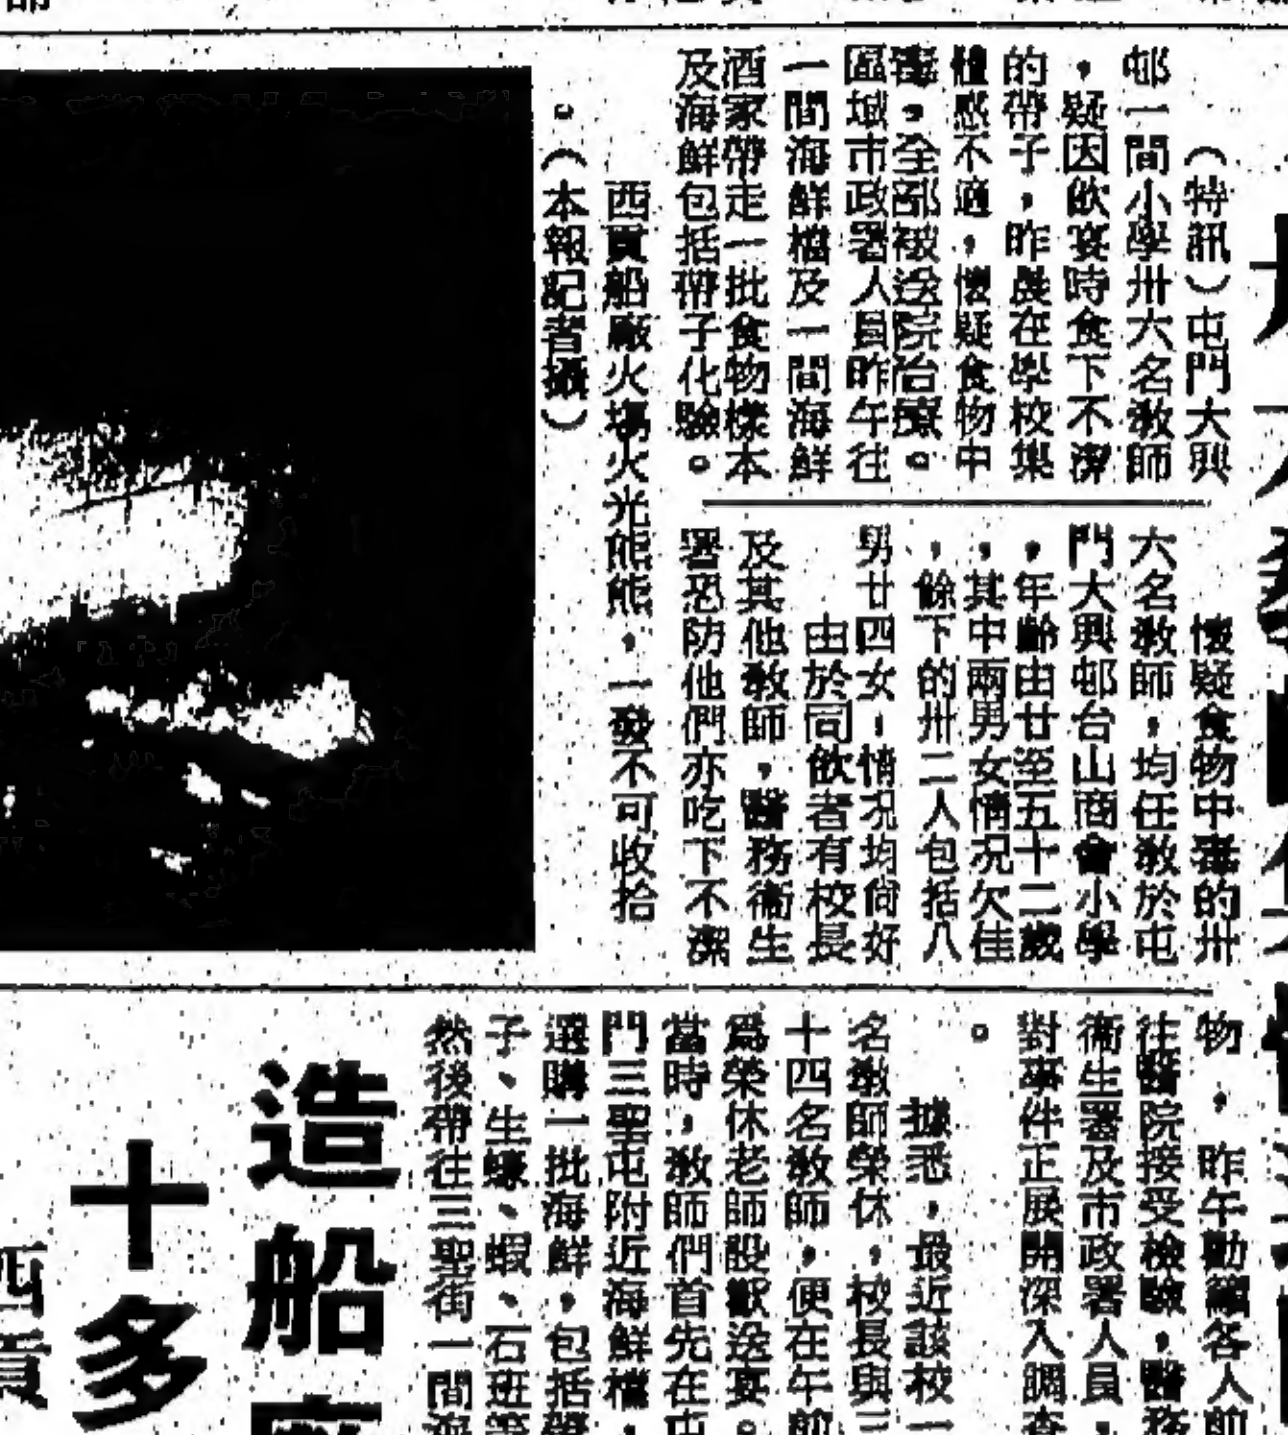 （特訊）屯門大興
邨一間小學卅六名教師
，疑因飲宴時食下不潔
的帶子，昨晨在學校集
體感不適，懷疑食物中
毒，全部被送院治療。
區域市政署人員昨午往
一間海鮮檔及一間海鮮
酒家帶走一批食物樣本
及海鮮包括帶子化驗。
懷疑食物中毒的卅
六名教師，均任教於屯
門大興邨台山商會小學
，年齡由廿至五十二歲
，其中兩男女情況欠佳
，餘下的卅二人包括八
男廿四女，情況均尚好
由於同飲者有校長
及其他教師，醫務衞生
署恐防他們亦吃下不潔
物，昨午勸籲各人前
往醫院接受檢驗，醫務
衞生署及市政署人員，
對事件正展開深入調查
。
據悉，最近該校一
名教師榮休，校長與三
十四名教師，便在午前
爲榮休老師設歡送宴。
當時，教師們首先在屯
門三聖屯附近海鮮檔，
選購一批海鮮，包括帶
子、生蠔、蝦、石斑等
然後帶往三聖街一間海
西貢船廠火場火光熊熊，一發不可收拾
。（本報記者攝）
造船廠
十多
西貢